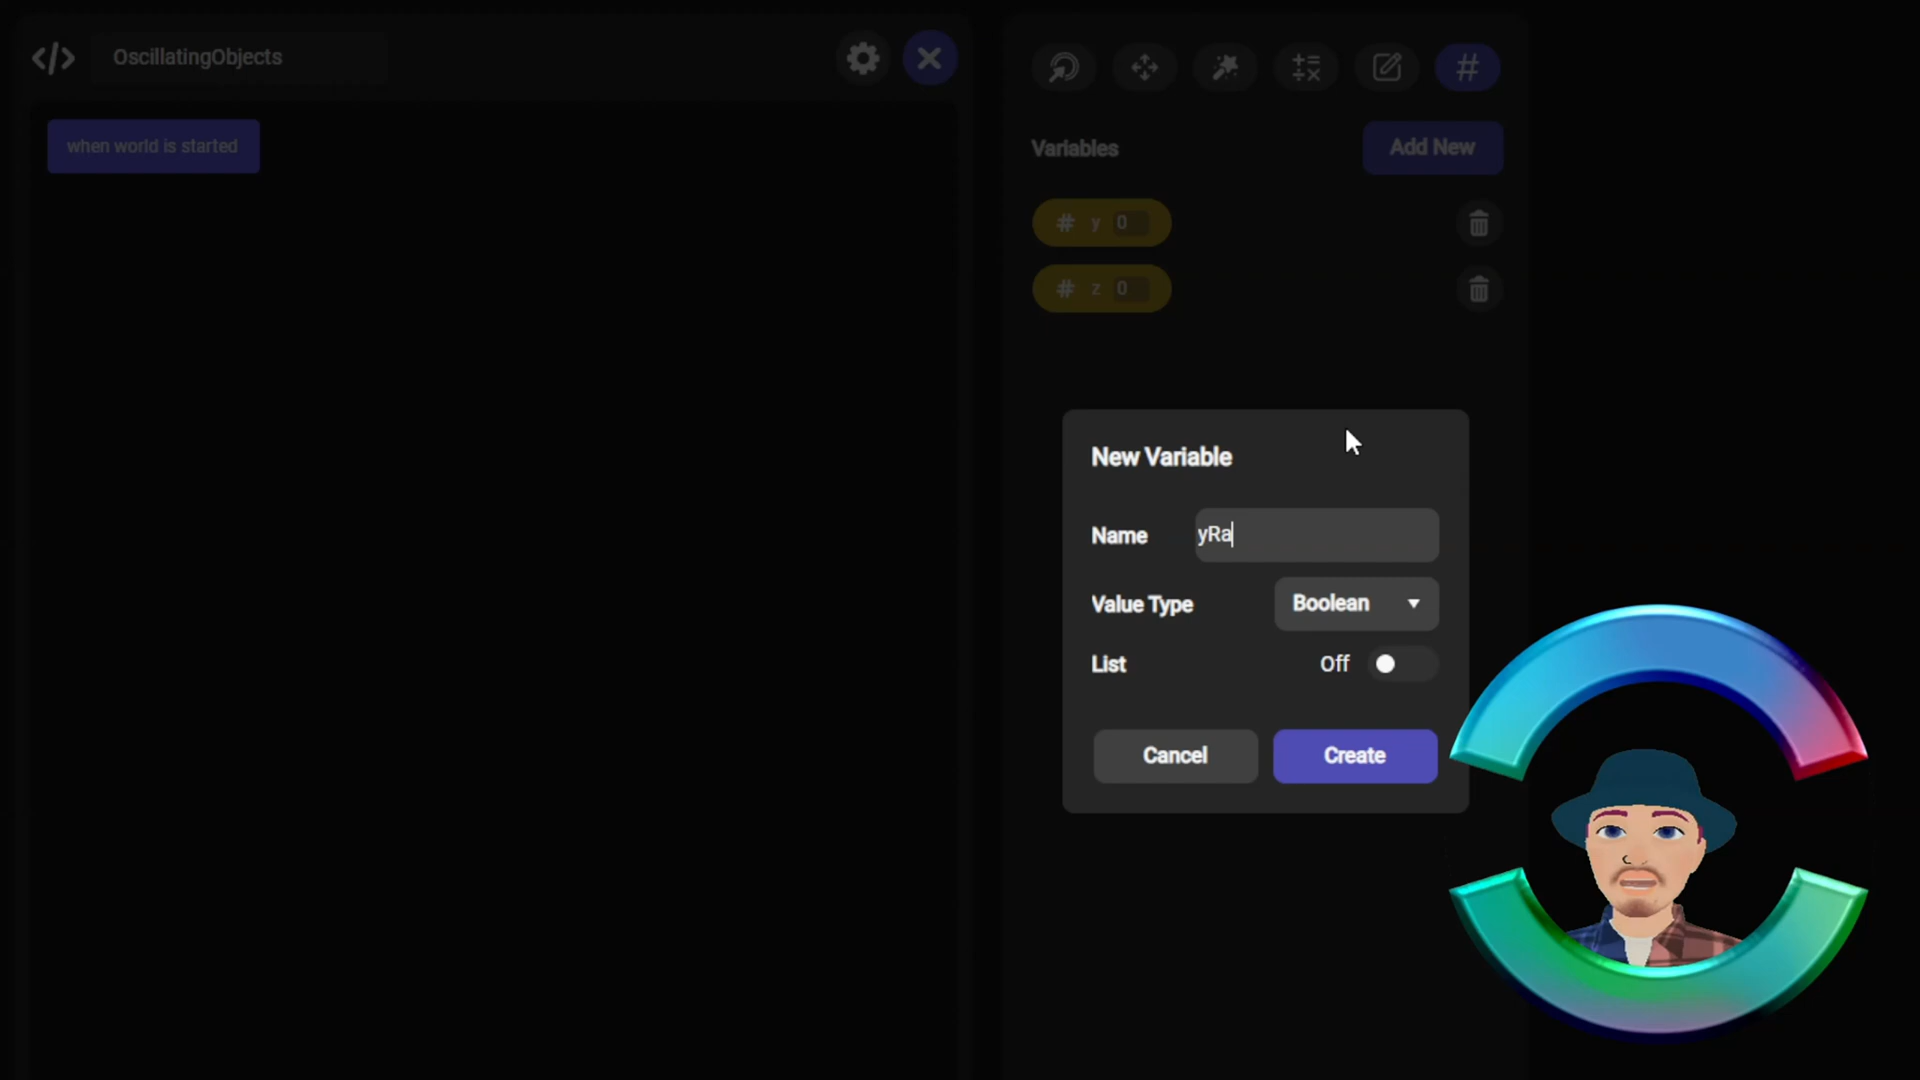 </> OscillatingObjects
when world is started
#
Variables
Add New
# y 0
# z 0
New Variable
Name yRa
Value Type Boolean
List Off
Cancel Create